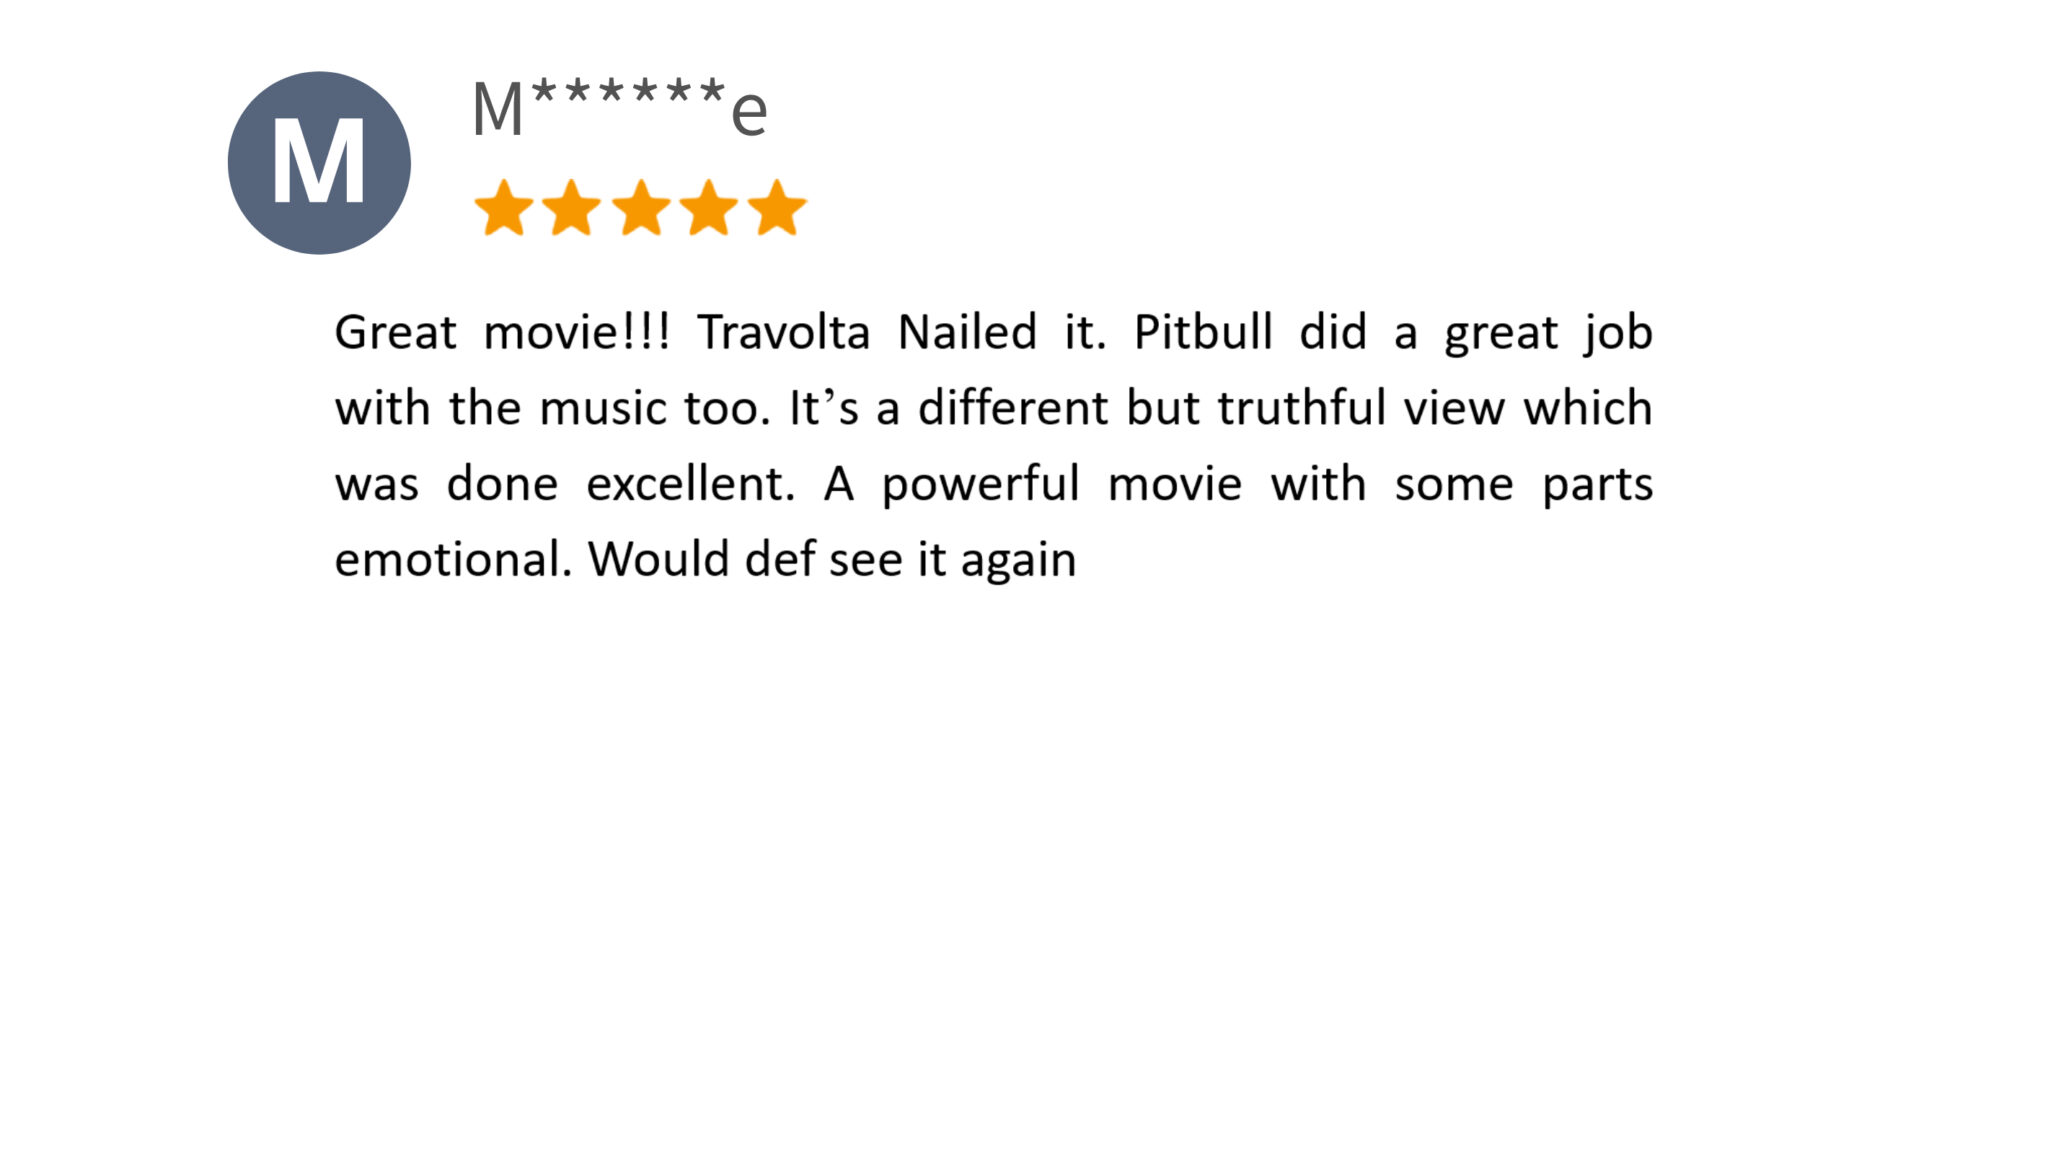 M
M******e
Great movie!!! Travolta Nailed it. Pitbull did a great job
with the music too. It’s a different but truthful view which
was done excellent. A powerful movie with some parts
emotional. Would def see it again